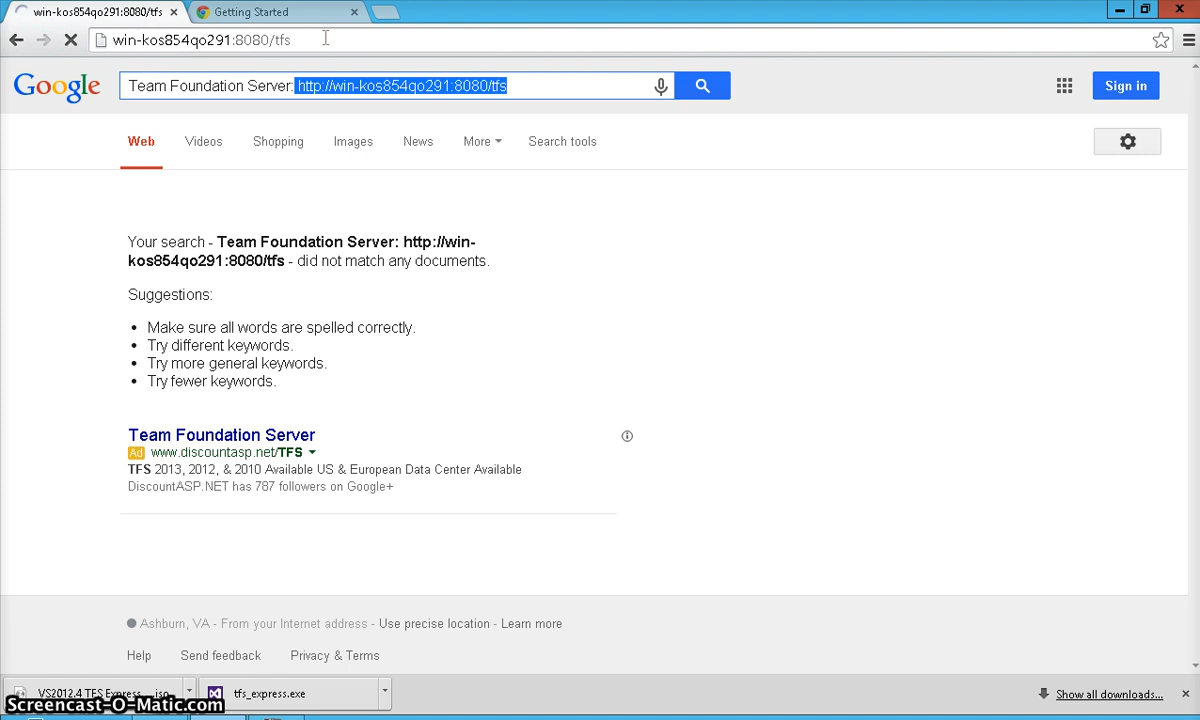 win-kos854qo291:8080/tfs
Getting Started
win-kos854qo291:8080/tfs
Google
Team Foundation Server: http://win-kos854qo291:8080/tfs
Sign in
Web Videos Shopping Images News More Search tools
Your search - Team Foundation Server: http://win-
kos854qo291:8080/tfs - did not match any documents.
Suggestions:
• Make sure all words are spelled correctly.
• Try different keywords.
• Try more general keywords.
• Try fewer keywords.
Team Foundation Server
Ad www.discountasp.net/TFS
TFS 2013, 2012, & 2010 Available US & European Data Center Available
DiscountASP.NET has 787 followers on Google+
Ashburn, VA - From your Internet address - Use precise location - Learn more
Help Send feedback Privacy & Terms
VS2012.4 TFS Express ....iso
tfs_express.exe
Show all downloads...
Screencast-O-Matic.com